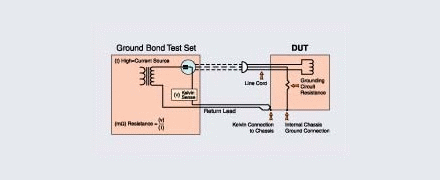 Ground Bond Test Set
DUT
(I) High-Current Source
(v) Kelvin
Sense
Line Cord
Grounding
Circuit
Resistance
Return Lead
(mΩ) Resistance = (v)
(I)
Kelvin Connection
to Chassis
Internal Chassis
Ground Connection